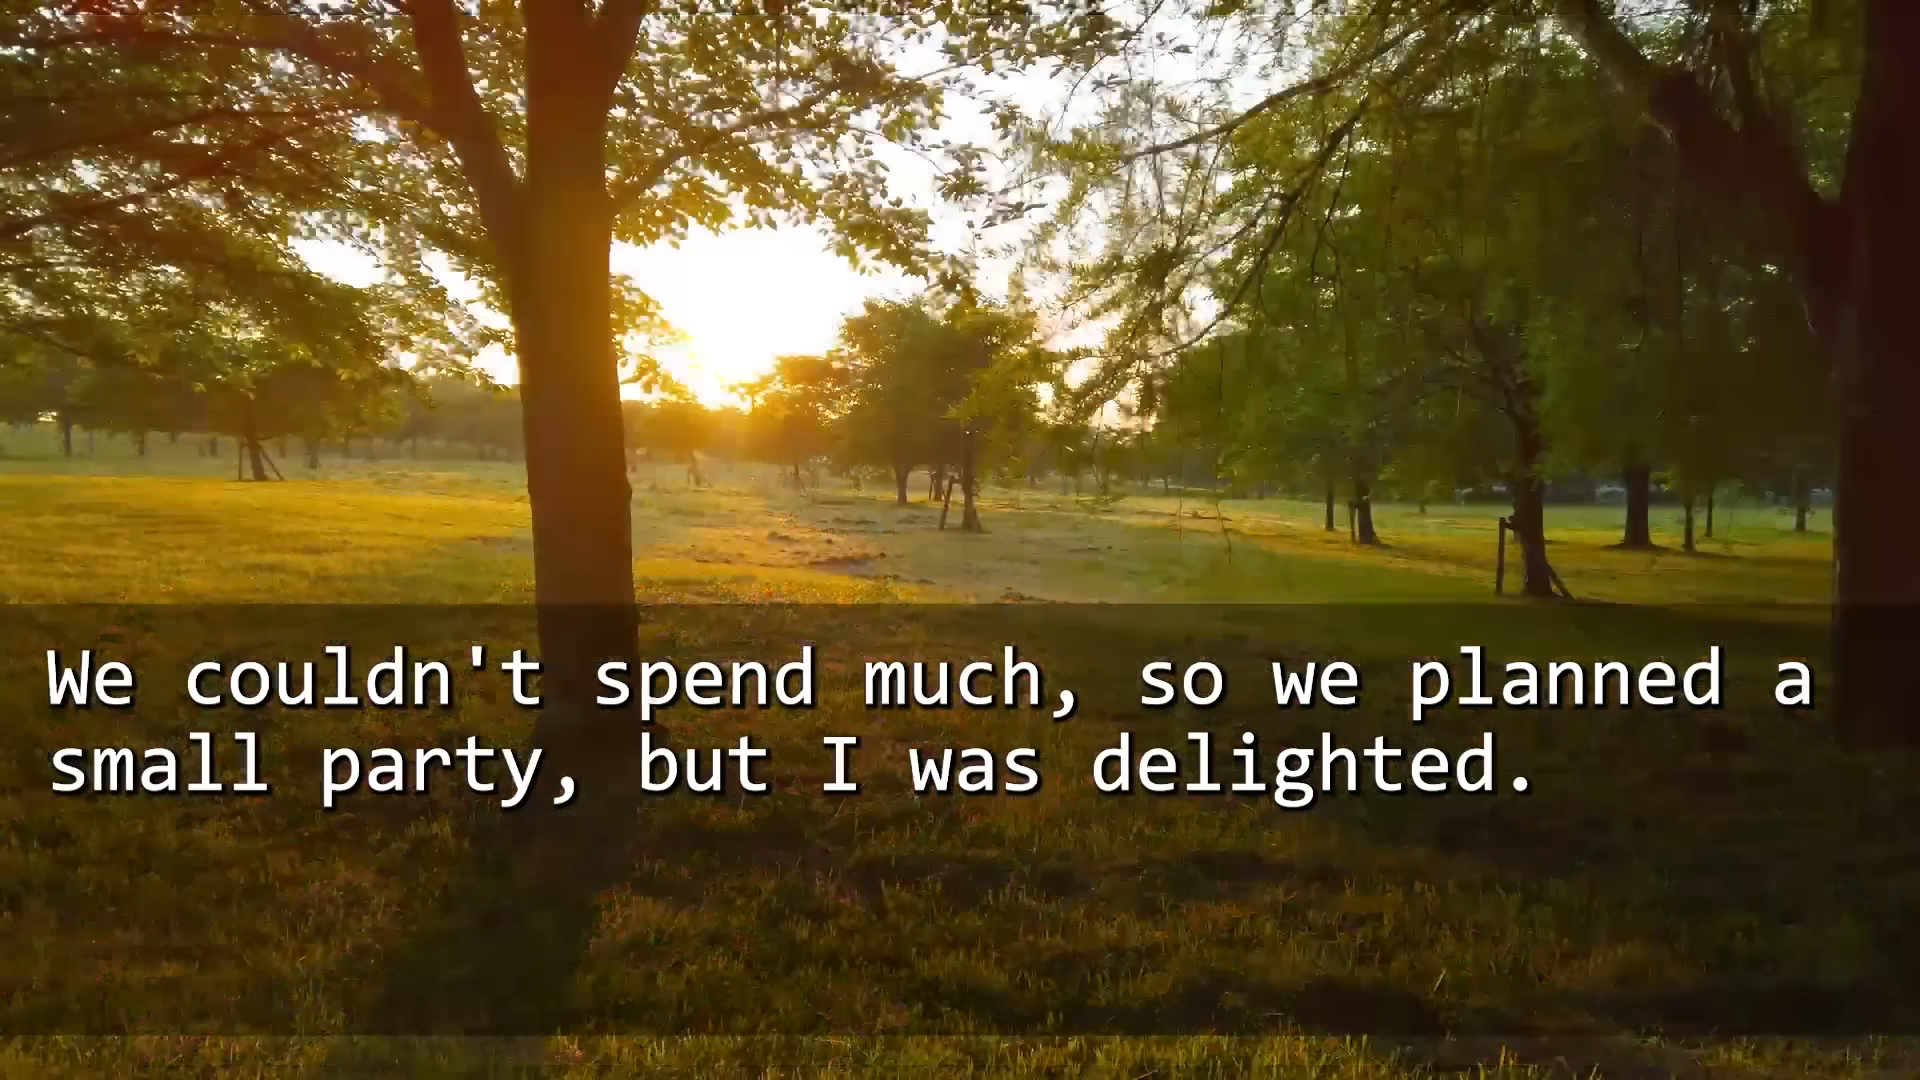 We couldn't spend much, so we planned a
small party, but I was delighted.